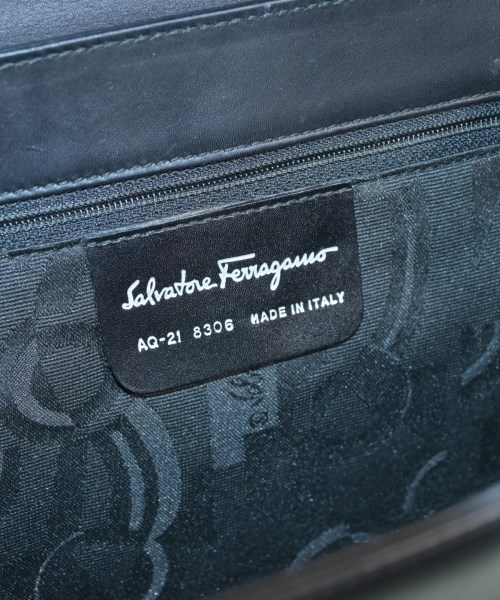 Salvatore Ferragamo
AQ-21 8306 MADE IN ITALY